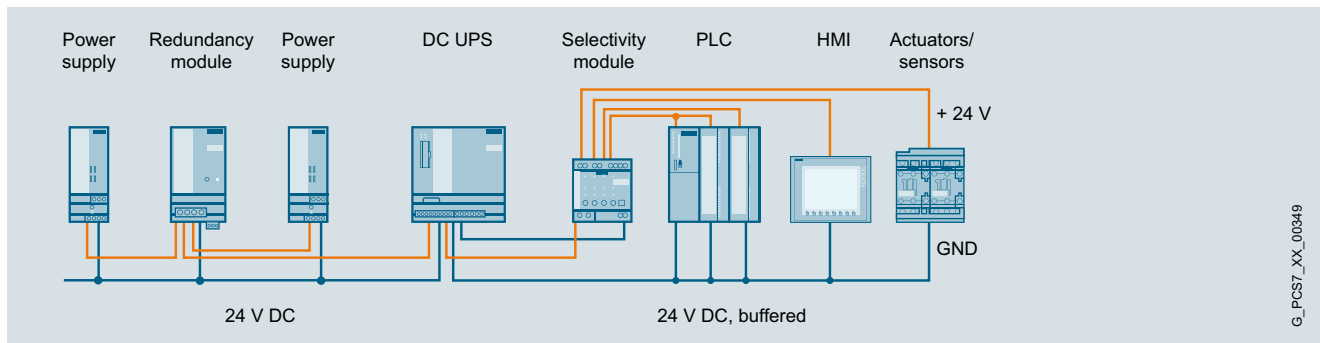 Power supply
Redundancy module
Power supply
DC UPS
Selectivity module
PLC
HMI
Actuators/ sensors
+ 24 V
GND
24 V DC
24 V DC, buffered
G_PCS7_XX_00349